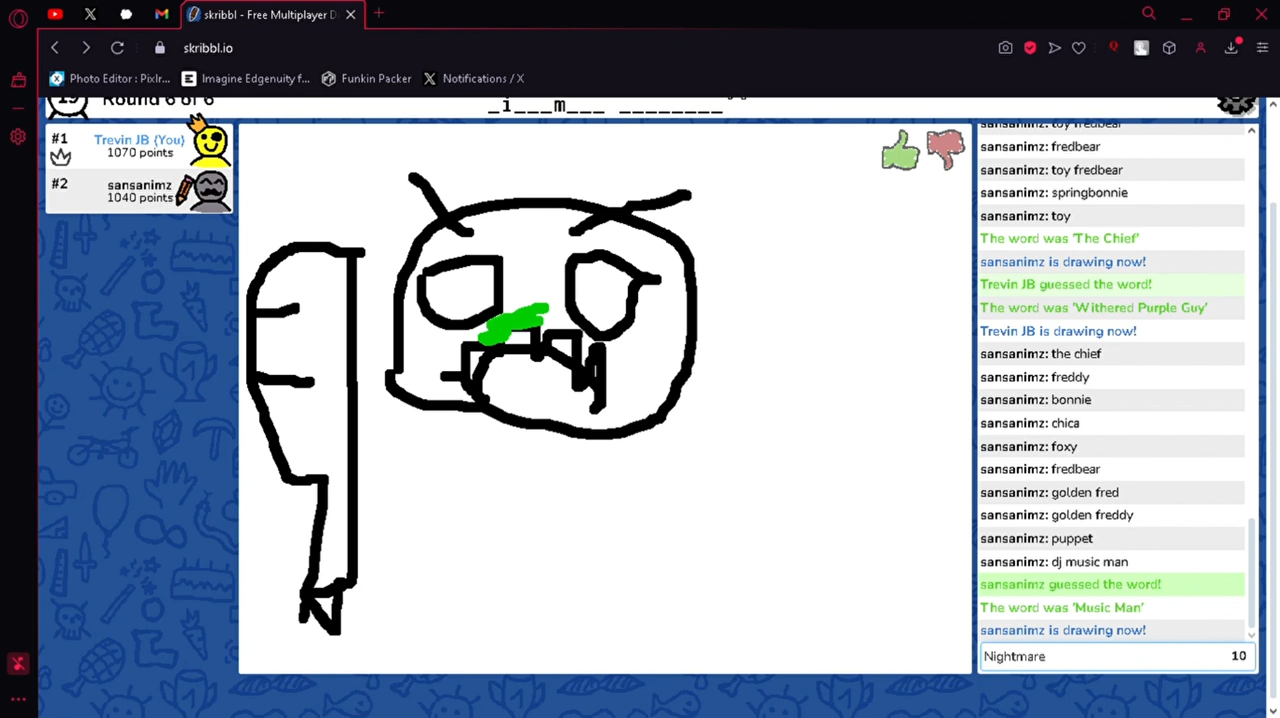 skribbl - Free Multiplayer D
skribbl.io
Photo Editor : Pixlr...
Imagine Edgenuity f...
Funkin Packer
Notifications / X
19
Round 6 of 6
_i___m___ ________
#1
Trevin JB (You)
1070 points
#2
sansanimz
1040 points
sansanimz: toy fredbear
sansanimz: fredbear
sansanimz: toy fredbear
sansanimz: springbonnie
sansanimz: toy
The word was 'The Chief'
sansanimz is drawing now!
Trevin JB guessed the word!
The word was 'Withered Purple Guy'
Trevin JB is drawing now!
sansanimz: the chief
sansanimz: freddy
sansanimz: bonnie
sansanimz: chica
sansanimz: foxy
sansanimz: fredbear
sansanimz: golden fred
sansanimz: golden freddy
sansanimz: puppet
sansanimz: dj music man
sansanimz guessed the word!
The word was 'Music Man'
sansanimz is drawing now!
Nightmare 10